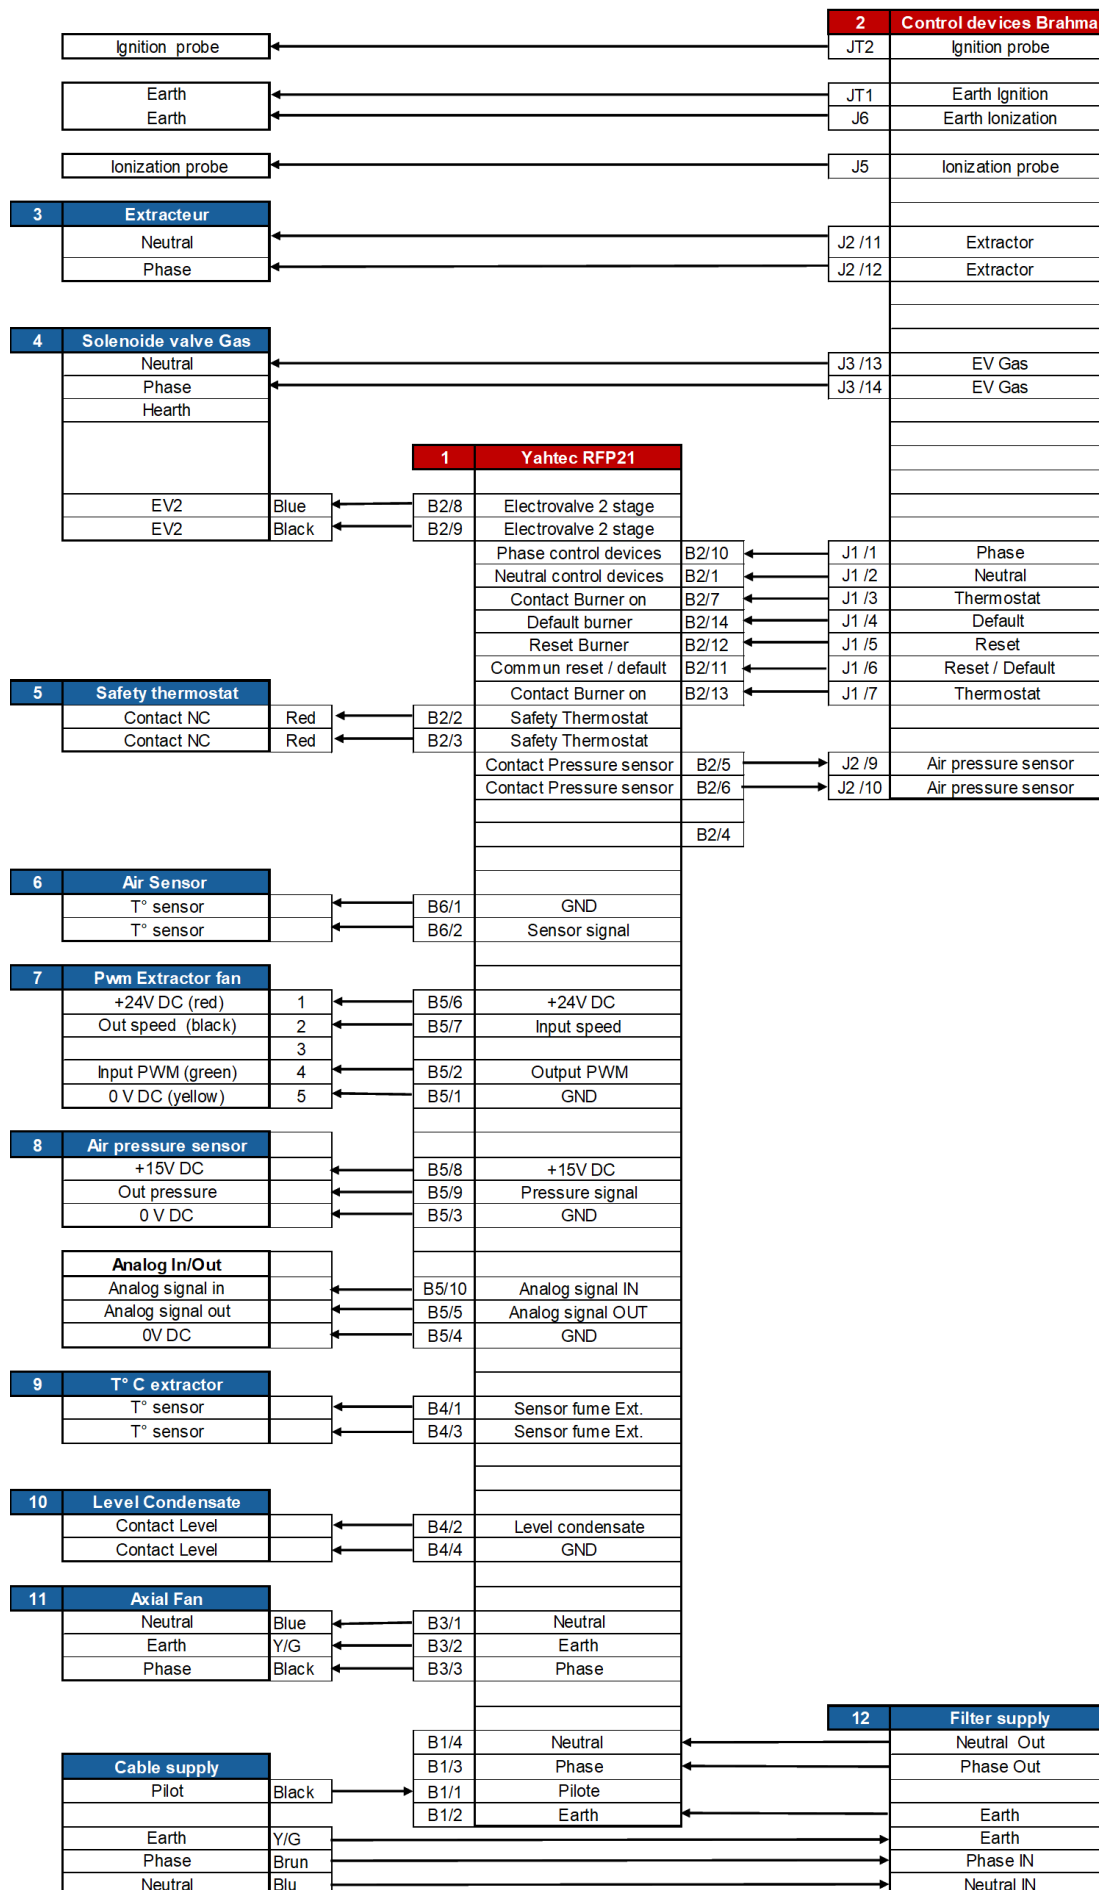 2 Control devices Brahma
Ignition probe JT2 Ignition probe
Earth JT1 Earth Ignition
Earth J6 Earth Ionization
Ionization probe J5 Ionization probe
3 Extracteur
Neutral J2 /11 Extractor
Phase J2 /12 Extractor
4 Solenoide valve Gas
Neutral J3 /13 EV Gas
Phase J3 /14 EV Gas
Hearth
1 Yahtec RFP21
EV2 Blue B2/8 Electrovalve 2 stage
EV2 Black B2/9 Electrovalve 2 stage
Phase control devices B2/10 J1 /1 Phase
Neutral control devices B2/1 J1 /2 Neutral
Contact Burner on B2/7 J1 /3 Thermostat
Default burner B2/14 J1 /4 Default
Reset Burner B2/12 J1 /5 Reset
Commun reset / default B2/11 J1 /6 Reset / Default
5 Safety thermostat Contact Burner on B2/13 J1 /7 Thermostat
Contact NC Red B2/2 Safety Thermostat
Contact NC Red B2/3 Safety Thermostat
Contact Pressure sensor B2/5 J2 /9 Air pressure sensor
Contact Pressure sensor B2/6 J2 /10 Air pressure sensor
B2/4
6 Air Sensor
T° sensor B6/1 GND
T° sensor B6/2 Sensor signal
7 Pwm Extractor fan
+24V DC (red) 1 B5/6 +24V DC
Out speed (black) 2 B5/7 Input speed
3
Input PWM (green) 4 B5/2 Output PWM
0 V DC (yellow) 5 B5/1 GND
8 Air pressure sensor
+15V DC B5/8 +15V DC
Out pressure B5/9 Pressure signal
0 V DC B5/3 GND
Analog In/Out
Analog signal in B5/10 Analog signal IN
Analog signal out B5/5 Analog signal OUT
0V DC B5/4 GND
9 T° C extractor
T° sensor B4/1 Sensor fume Ext.
T° sensor B4/3 Sensor fume Ext.
10 Level Condensate
Contact Level B4/2 Level condensate
Contact Level B4/4 GND
11 Axial Fan
Neutral Blue B3/1 Neutral
Earth Y/G B3/2 Earth
Phase Black B3/3 Phase
12 Filter supply
B1/4 Neutral Neutral Out
Cable supply B1/3 Phase Phase Out
Pilot Black B1/1 Pilote
B1/2 Earth Earth
Earth Y/G Earth
Phase Brun Phase IN
Neutral Blu Neutral IN